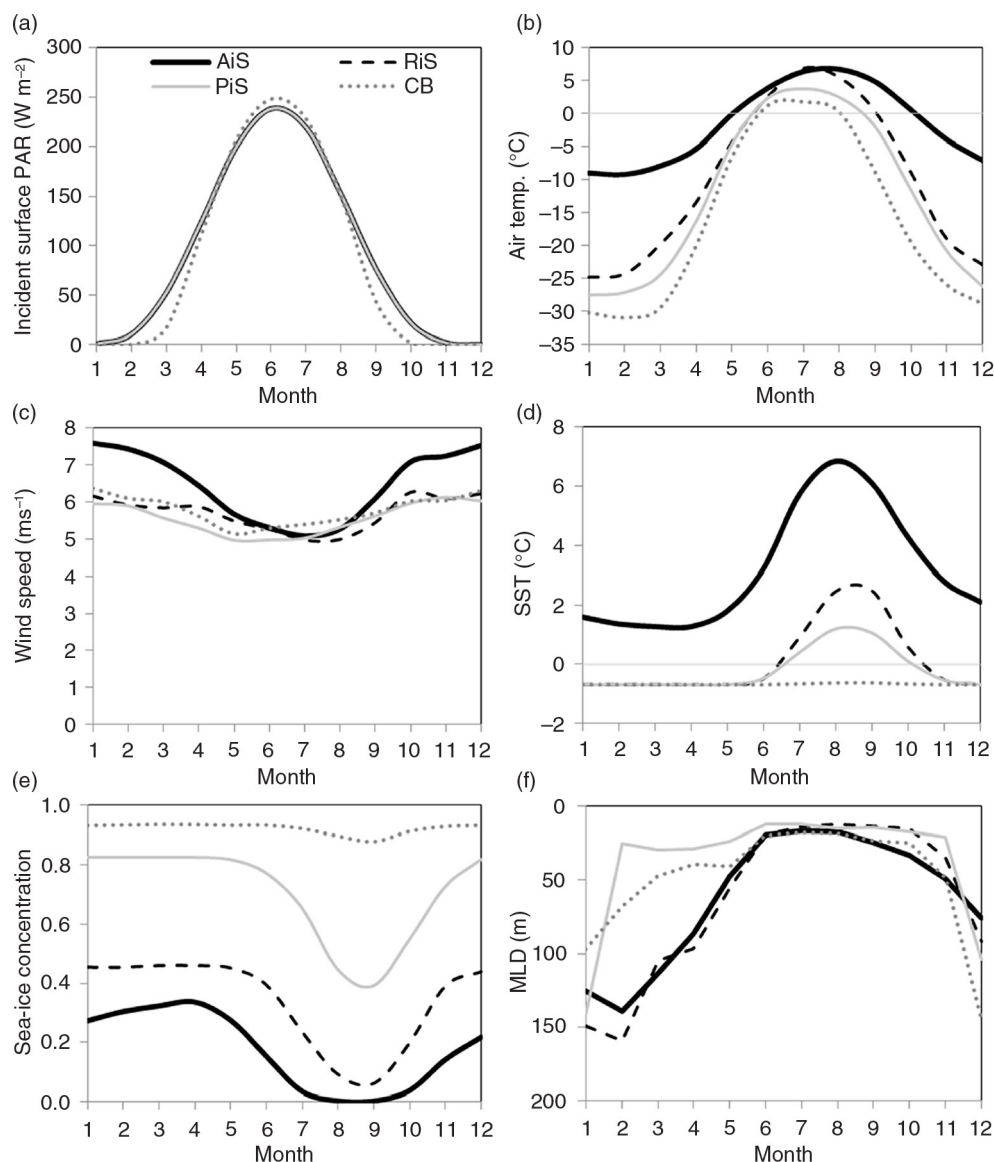 (a)
300
250
200
150
100
50
0
Incident surface PAR (W m⁻²)
AiS
RiS
PiS
CB
1 2 3 4 5 6 7 8 9 10 11 12
Month
(b)
10
5
0
–5
–10
–15
–20
–25
–30
–35
Air temp. (°C)
1 2 3 4 5 6 7 8 9 10 11 12
Month
(c)
8
7
6
5
4
3
2
1
0
Wind speed (ms⁻¹)
1 2 3 4 5 6 7 8 9 10 11 12
Month
(d)
8
6
4
2
0
–2
SST (°C)
1 2 3 4 5 6 7 8 9 10 11 12
Month
(e)
1.0
0.8
0.6
0.4
0.2
0.0
Sea-ice concentration
1 2 3 4 5 6 7 8 9 10 11 12
Month
(f)
0
50
100
150
200
MLD (m)
1 2 3 4 5 6 7 8 9 10 11 12
Month